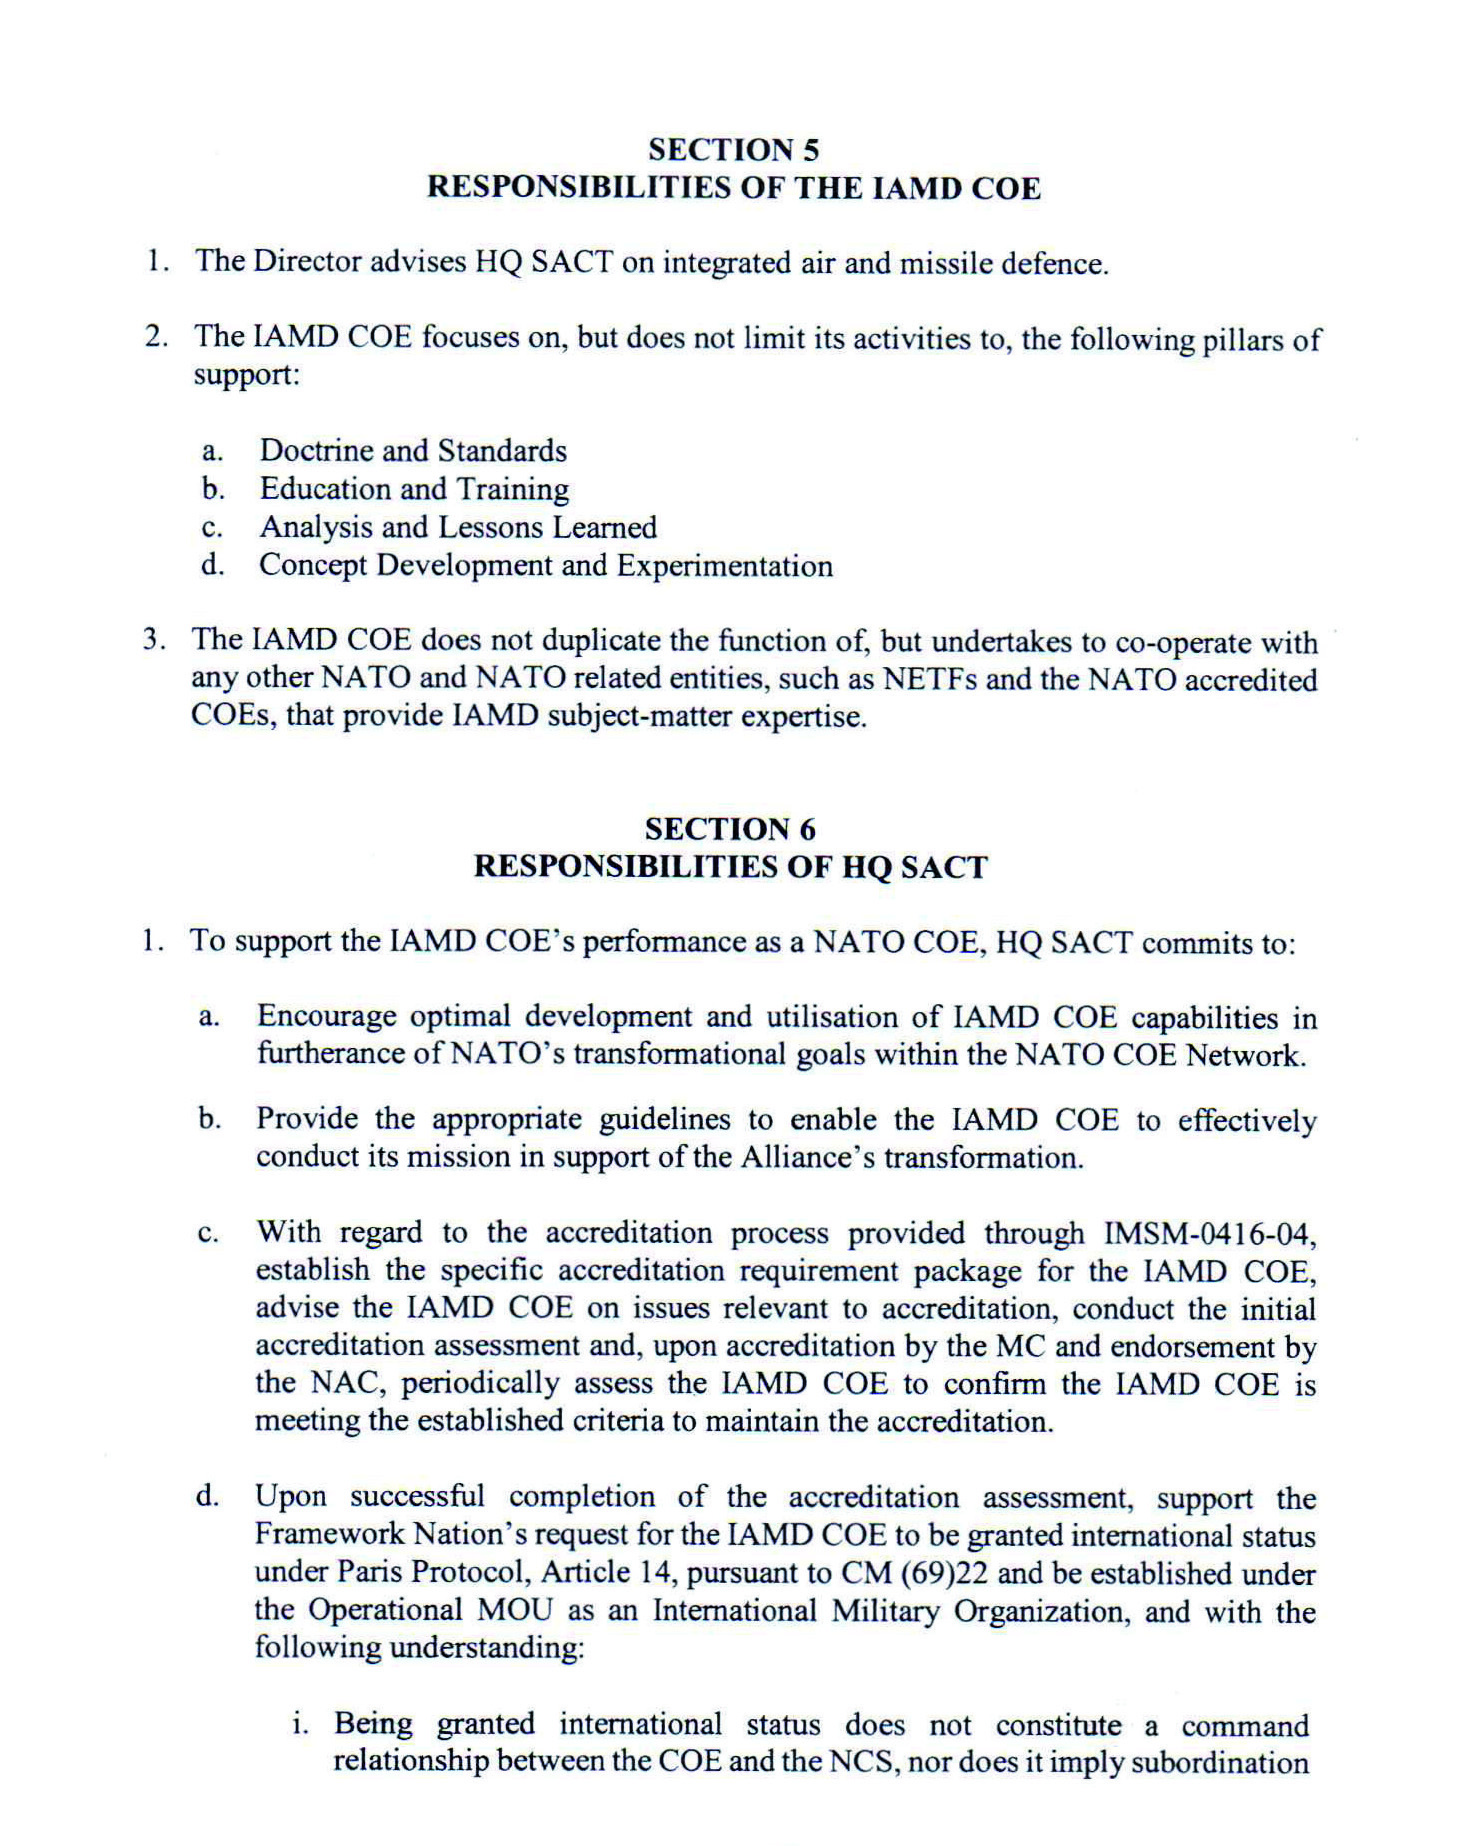 SECTION 5
RESPONSIBILITIES OF THE IAMD COE
1. The Director advises HQ SACT on integrated air and missile defence.
2. The IAMD COE focuses on, but does not limit its activities to, the following pillars of
support:
a. Doctrine and Standards
b. Education and Training
c. Analysis and Lessons Learned
d. Concept Development and Experimentation
3. The IAMD COE does not duplicate the function of, but undertakes to co-operate with
any other NATO and NATO related entities, such as NETFs and the NATO accredited
COEs, that provide IAMD subject-matter expertise.
SECTION 6
RESPONSIBILITIES OF HQ SACT
1. To support the IAMD COE's performance as a NATO COE, HQ SACT commits to:
a. Encourage optimal development and utilisation of IAMD COE capabilities in
furtherance of NATO's transformational goals within the NATO COE Network.
b. Provide the appropriate guidelines to enable the IAMD COE to effectively
conduct its mission in support of the Alliance's transformation.
c. With regard to the accreditation process provided through IMSM-0416-04,
establish the specific accreditation requirement package for the IAMD COE,
advise the IAMD COE on issues relevant to accreditation, conduct the initial
accreditation assessment and, upon accreditation by the MC and endorsement by
the NAC, periodically assess the IAMD COE to confirm the IAMD COE is
meeting the established criteria to maintain the accreditation.
d. Upon successful completion of the accreditation assessment, support the
Framework Nation's request for the IAMD COE to be granted international status
under Paris Protocol, Article 14, pursuant to CM (69)22 and be established under
the Operational MOU as an International Military Organization, and with the
following understanding:
i. Being granted international status does not constitute a command
relationship between the COE and the NCS, nor does it imply subordination